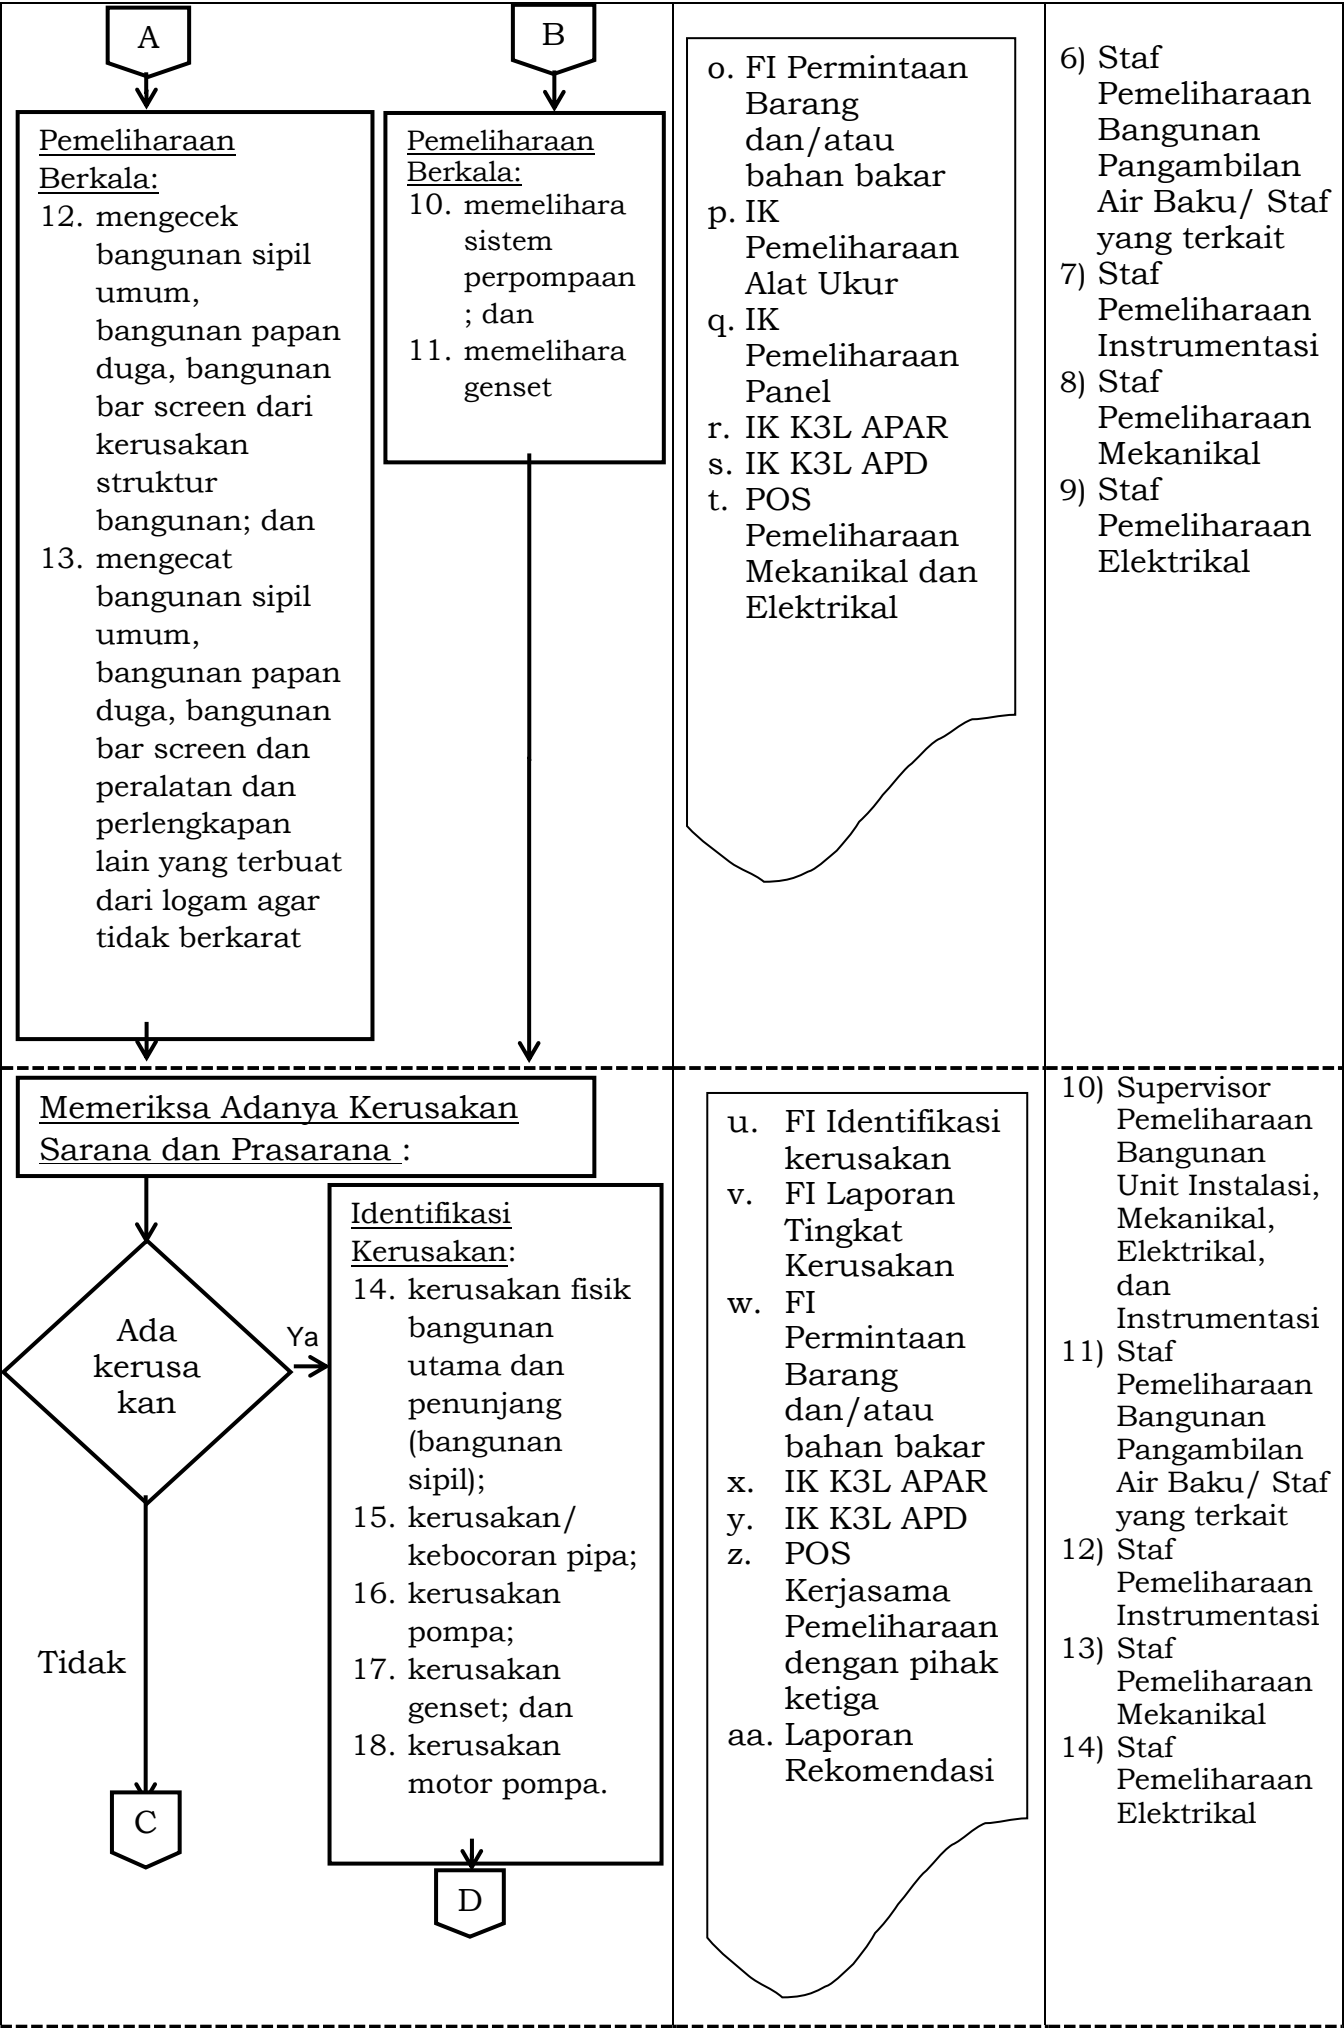 A
Pemeliharaan
Berkala:
12. mengecek
bangunan sipil
umum,
bangunan papan
duga, bangunan
bar screen dari
kerusakan
struktur
bangunan; dan
13. mengecat
bangunan sipil
umum,
bangunan papan
duga, bangunan
bar screen dan
peralatan dan
perlengkapan
lain yang terbuat
dari logam agar
tidak berkarat
B
Pemeliharaan
Berkala:
10. memelihara
sistem
perpompaan
; dan
11. memelihara
genset
o. FI Permintaan
Barang
dan/atau
bahan bakar
p. IK
Pemeliharaan
Alat Ukur
q. IK
Pemeliharaan
Panel
r. IK K3L APAR
s. IK K3L APD
t. POS
Pemeliharaan
Mekanikal dan
Elektrikal
6) Staf
Pemeliharaan
Bangunan
Pangambilan
Air Baku/ Staf
yang terkait
7) Staf
Pemeliharaan
Instrumentasi
8) Staf
Pemeliharaan
Mekanikal
9) Staf
Pemeliharaan
Elektrikal
Memeriksa Adanya Kerusakan
Sarana dan Prasarana :
Ada
kerusa
kan
Ya
Tidak
C
Identifikasi
Kerusakan:
14. kerusakan fisik
bangunan
utama dan
penunjang
(bangunan
sipil);
15. kerusakan/
kebocoran pipa;
16. kerusakan
pompa;
17. kerusakan
genset; dan
18. kerusakan
motor pompa.
D
u. FI Identifikasi
kerusakan
v. FI Laporan
Tingkat
Kerusakan
w. FI
Permintaan
Barang
dan/atau
bahan bakar
x. IK K3L APAR
y. IK K3L APD
z. POS
Kerjasama
Pemeliharaan
dengan pihak
ketiga
aa. Laporan
Rekomendasi
10) Supervisor
Pemeliharaan
Bangunan
Unit Instalasi,
Mekanikal,
Elektrikal,
dan
Instrumentasi
11) Staf
Pemeliharaan
Bangunan
Pangambilan
Air Baku/ Staf
yang terkait
12) Staf
Pemeliharaan
Instrumentasi
13) Staf
Pemeliharaan
Mekanikal
14) Staf
Pemeliharaan
Elektrikal